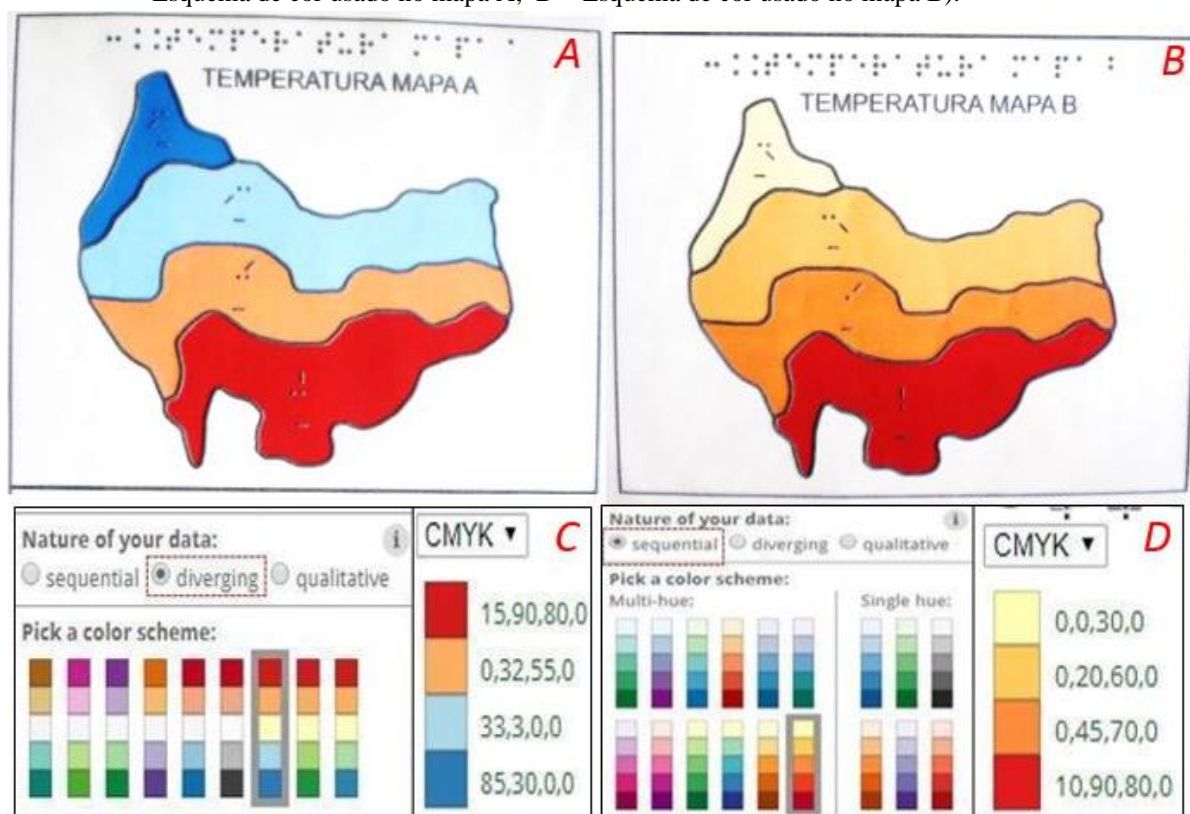 Esquema de cor usado no mapa A; D – Esquema de cor usado no mapa B).
A
TEMPERATURA MAPA A
B
TEMPERATURA MAPA B
Nature of your data:
i
sequential diverging qualitative
Pick a color scheme:
CMYK ▼
C
15,90,80,0
0,32,55,0
33,3,0,0
85,30,0,0
Nature of your data:
i
sequential diverging qualitative
Pick a color scheme:
Multi-hue:
Single hue:
CMYK ▼
D
0,0,30,0
0,20,60,0
0,45,70,0
10,90,80,0